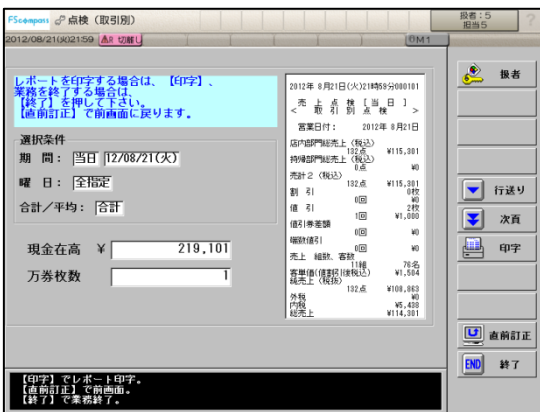 FScompass 点検（取引別）
扱者：5
担当5
?
2012/08/21(火)21:59 AR 切離し
OM1
レポートを印字する場合は、【印字】、
業務を終了する場合は、
【終了】を押して下さい。
【直前訂正】で前画面に戻ります。
選択条件
期 間： 当日 12/08/21(火)
曜 日： 全指定
合計／平均： 合計
現金在高 ¥ 219,101
万券枚数 1
2012年 8月21日(火)21時59分000101
売 上 点 検 [ 当 日 ]
< 取 引 別 点 検 >
営業日付： 2012年 8月21日
店内部門総売上（税込）
132点 ¥115,301
持帰部門総売上（税込）
0点 ¥0
売計２（税込）
132点 ¥115,301
割 引 0枚
0回 ¥0
値 引 2枚
1回 ¥1,000
値引券差額
0回 ¥0
端数値引
0回 ¥0
売上 組数、客数
11組 76名
客単価(値割引後税込) ¥1,504
純売上（税抜）
132点 ¥108,863
外税 ¥0
内税 ¥5,438
総売上 ¥114,301
扱者
行送り
次頁
印字
直前訂正
END 終了
【印字】でレポート印字。
【直前訂正】で前画面。
【終了】で業務終了。